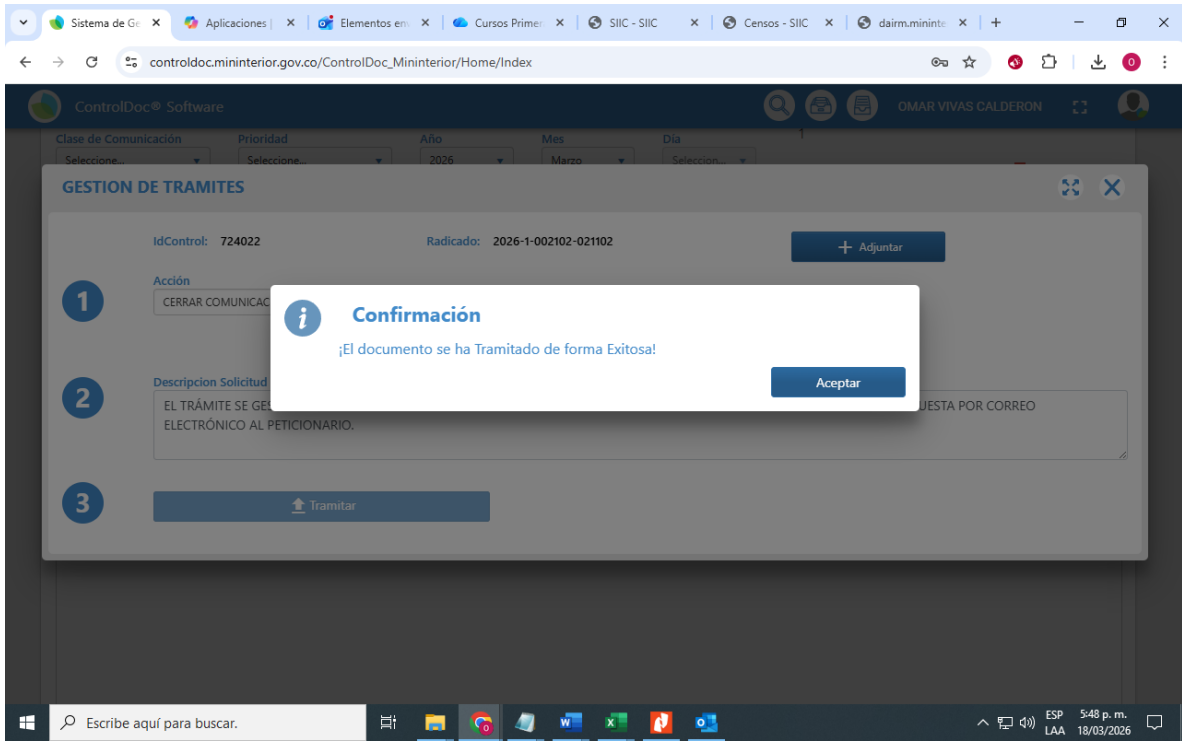 Sistema de Ge
Aplicaciones |
Elementos env
Cursos Primer
SIIC - SIIC
Censos - SIIC
dairm.mininte
controldoc.mininterior.gov.co/ControlDoc_Mininterior/Home/Index
O
ControlDoc® Software
OMAR VIVAS CALDERON
Clase de Comunicación Prioridad Año Mes Dia
1
Seleccione... Seleccione... 2026 Marzo Seleccion...
GESTION DE TRAMITES
IdControl: 724022 Radicado: 2026-1-002102-021102
Adjuntar
1
Acción
CERRAR COMUNICAC
Confirmación
¡El documento se ha Tramitado de forma Exitosa!
Aceptar
2
Descripcion Solicitud
EL TRÁMITE SE GES UESTA POR CORREO
ELECTRÓNICO AL PETICIONARIO.
3
Tramitar
Escribe aquí para buscar.
ESP 5:48 p. m.
LAA 18/03/2026